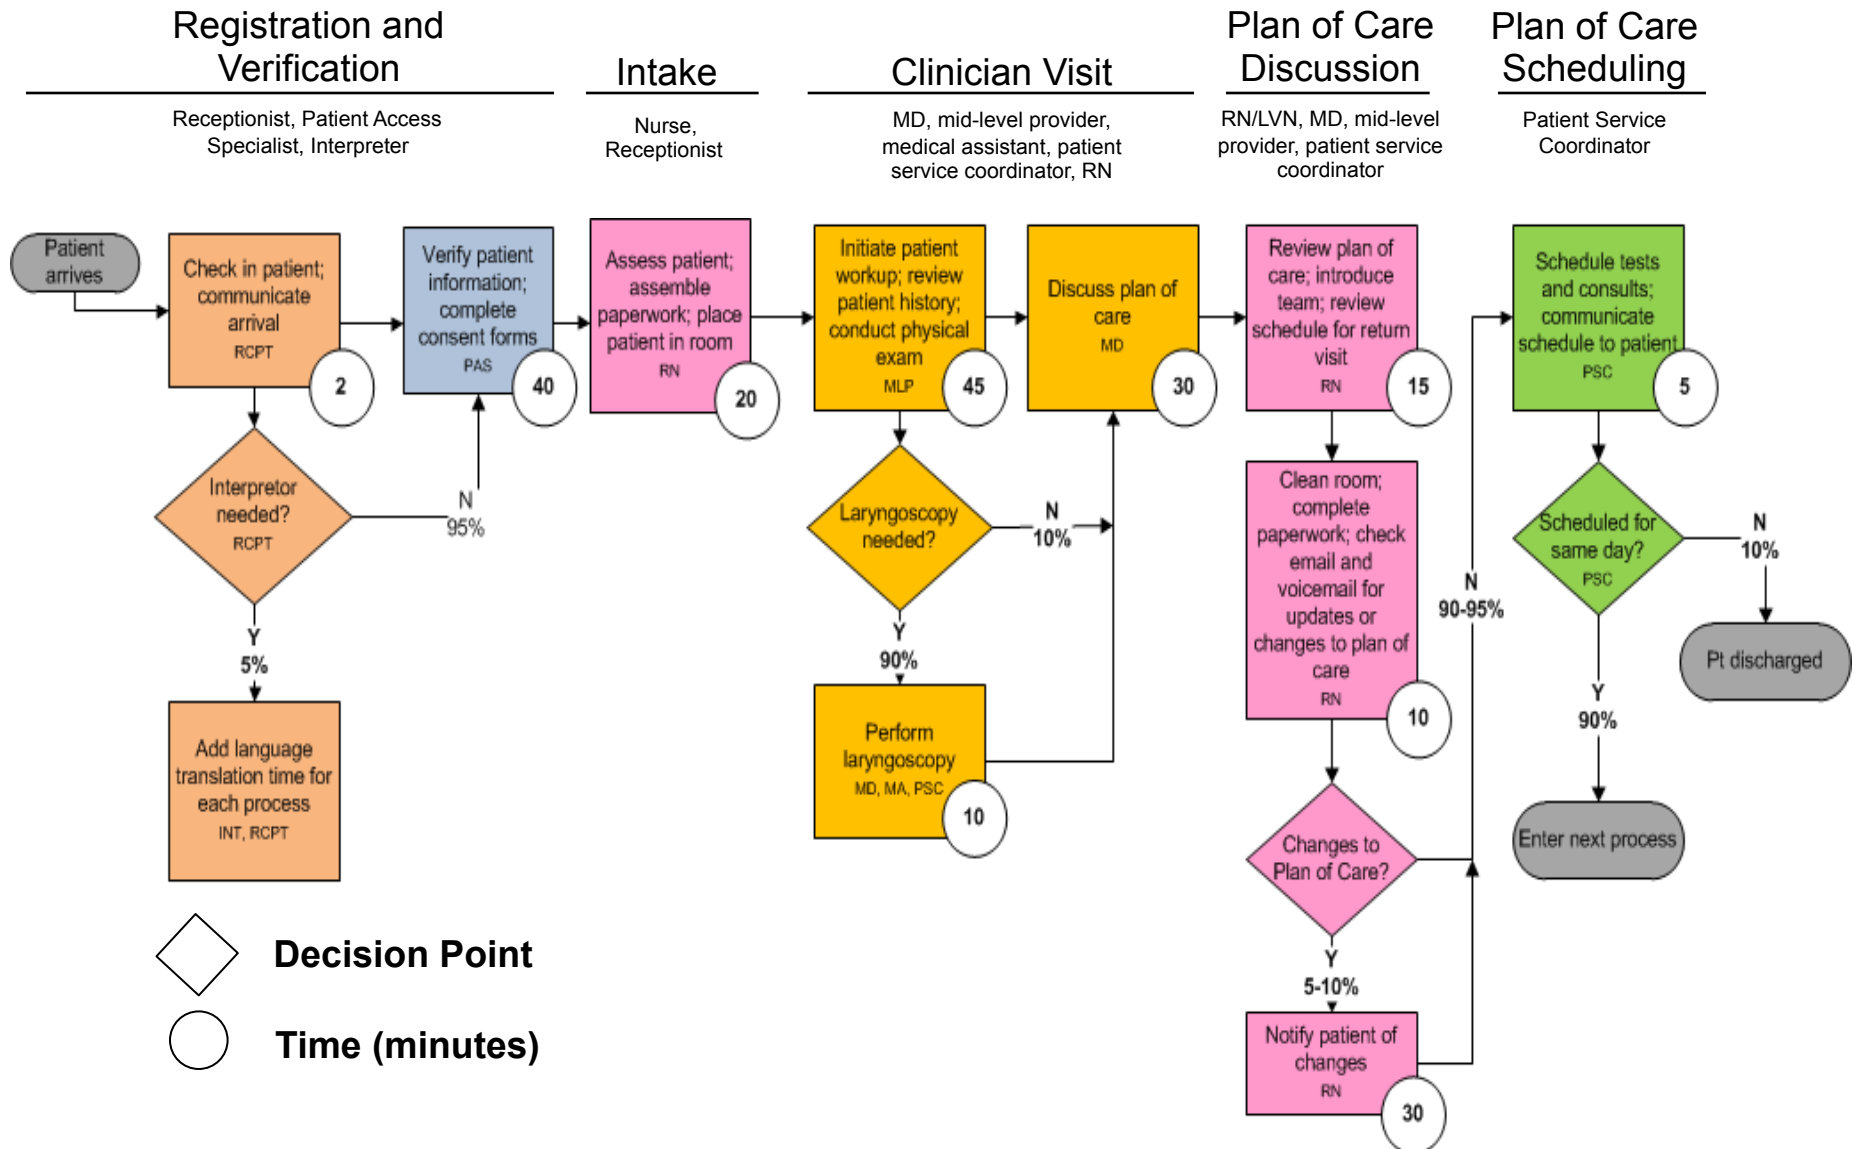 Registration and
Verification
Receptionist, Patient Access
Specialist, Interpreter
Intake
Nurse,
Receptionist
Clinician Visit
MD, mid-level provider,
medical assistant, patient
service coordinator, RN
Plan of Care
Discussion
RN/LVN, MD, mid-level
provider, patient service
coordinator
Plan of Care
Scheduling
Patient Service
Coordinator
Patient
arrives
Check in patient;
communicate
arrival
RCPT
2
Verify patient
information;
complete
consent forms
PAS
40
Interpretor
needed?
RCPT
N
95%
Y
5%
Add language
translation time for
each process
INT, RCPT
Assess patient;
assemble
paperwork; place
patient in room
RN
20
Initiate patient
workup; review
patient history;
conduct physical
exam
MLP
45
Discuss plan of
care
MD
30
Laryngoscopy
needed?
N
10%
Y
90%
Perform
laryngoscopy
MD, MA, PSC
10
Review plan of
care; introduce
team; review
schedule for return
visit
RN
15
Clean room;
complete
paperwork; check
email and
voicemail for
updates or
changes to plan of
care
RN
10
Changes to
Plan of Care?
N
90-95%
Y
5-10%
Notify patient of
changes
RN
30
Schedule tests
and consults;
communicate
schedule to patient
PSC
5
Scheduled for
same day?
PSC
N
10%
Pt discharged
Y
90%
Enter next process
Decision Point
Time (minutes)